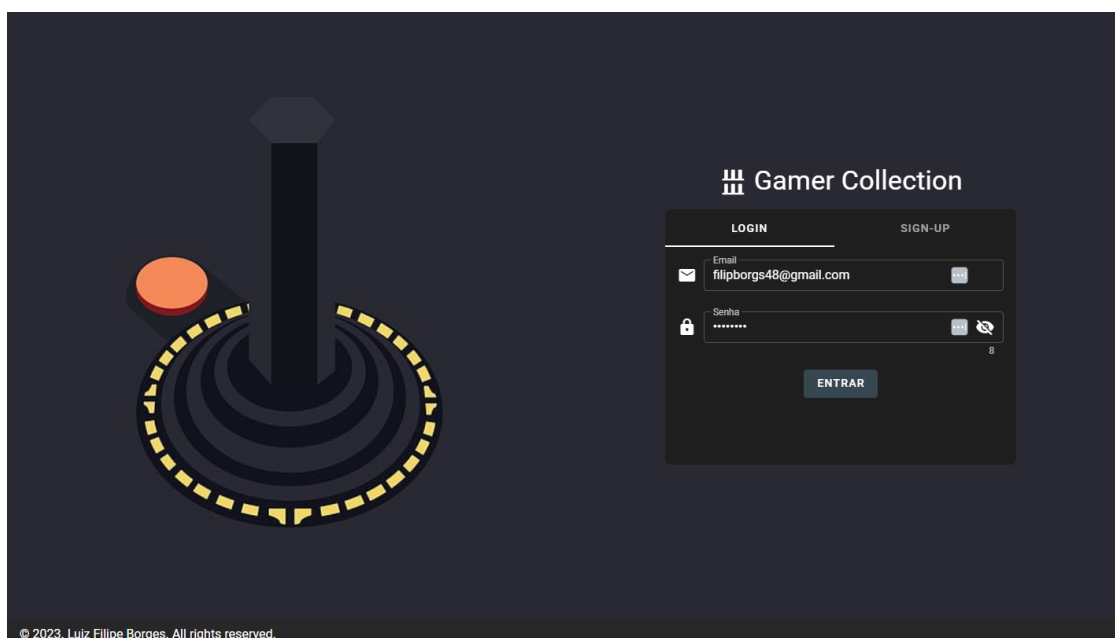 Gamer Collection
LOGIN SIGN-UP
Email
filipborgs48@gmail.com
Senha
••••••••
8
ENTRAR
© 2023. Luiz Filipe Borges. All rights reserved.